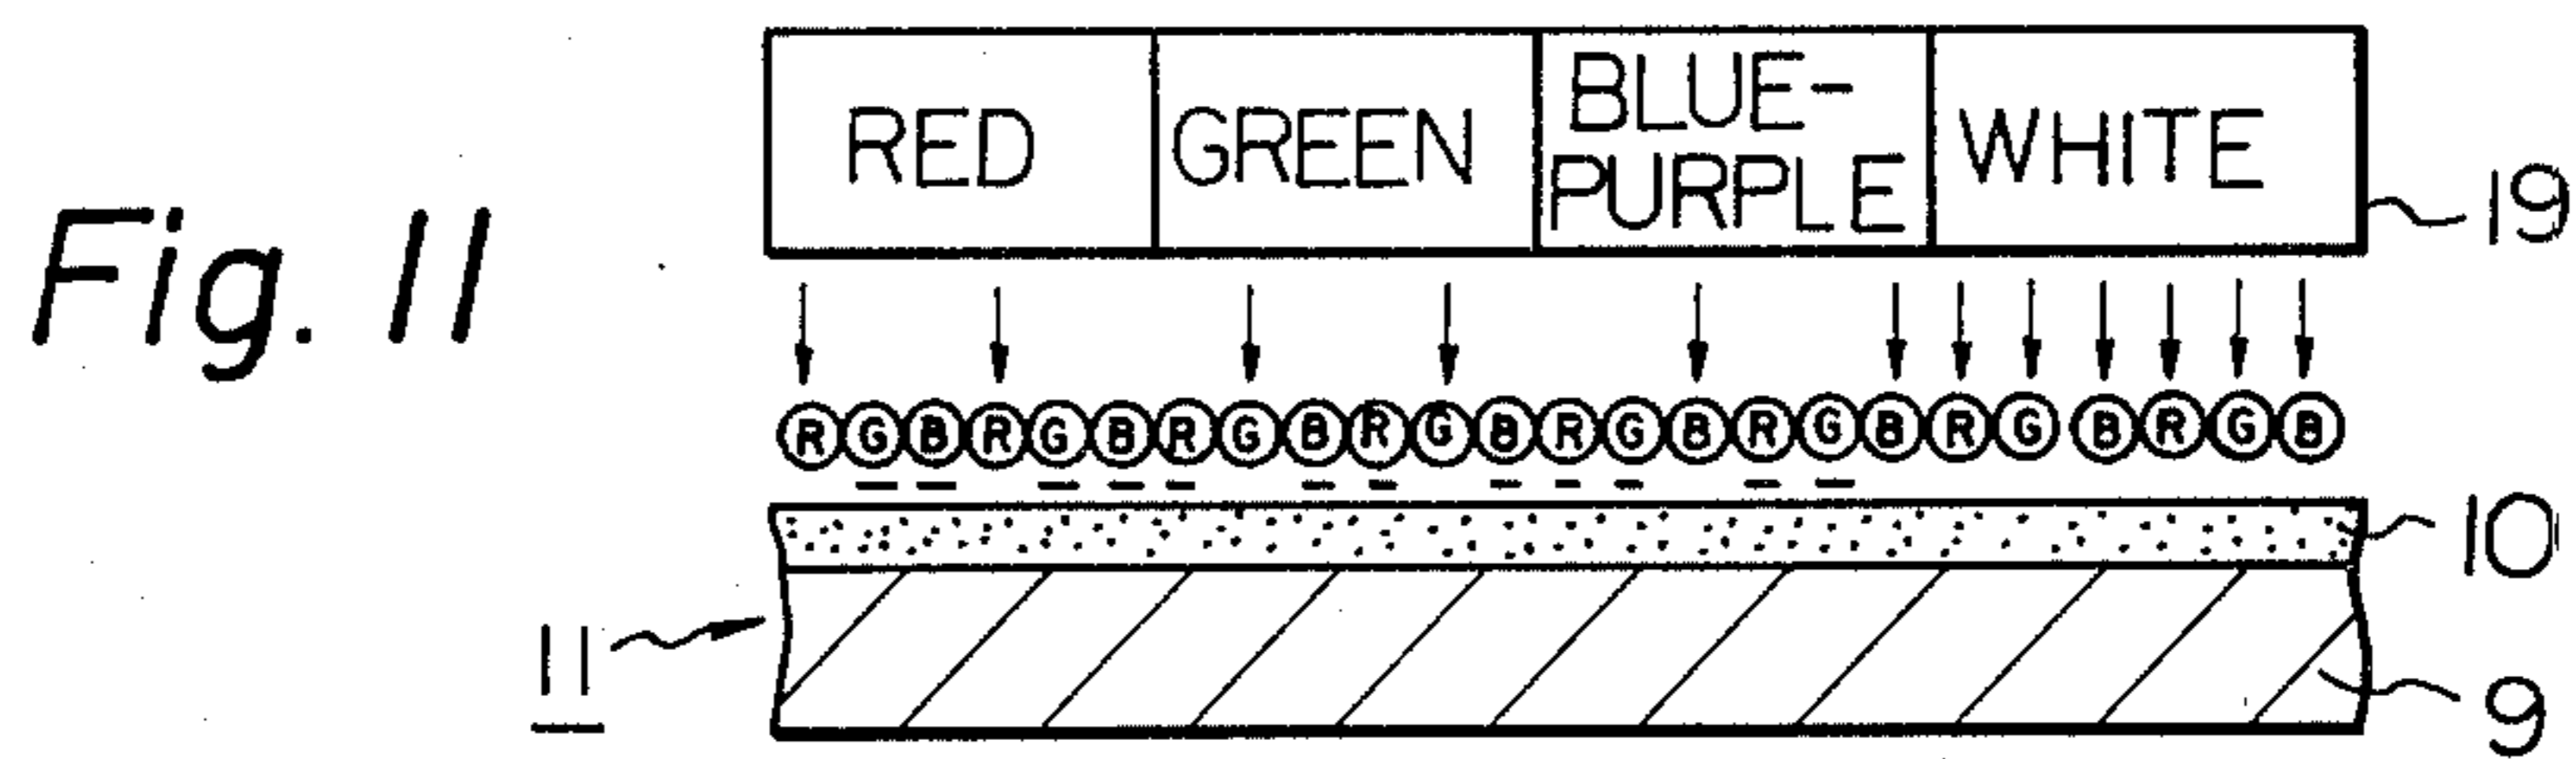 Fig. 11
RED GREEN BLUE-PURPLE WHITE
19
R G B R G B R G B R G B R G B R G B R G B R G B
10
11
9